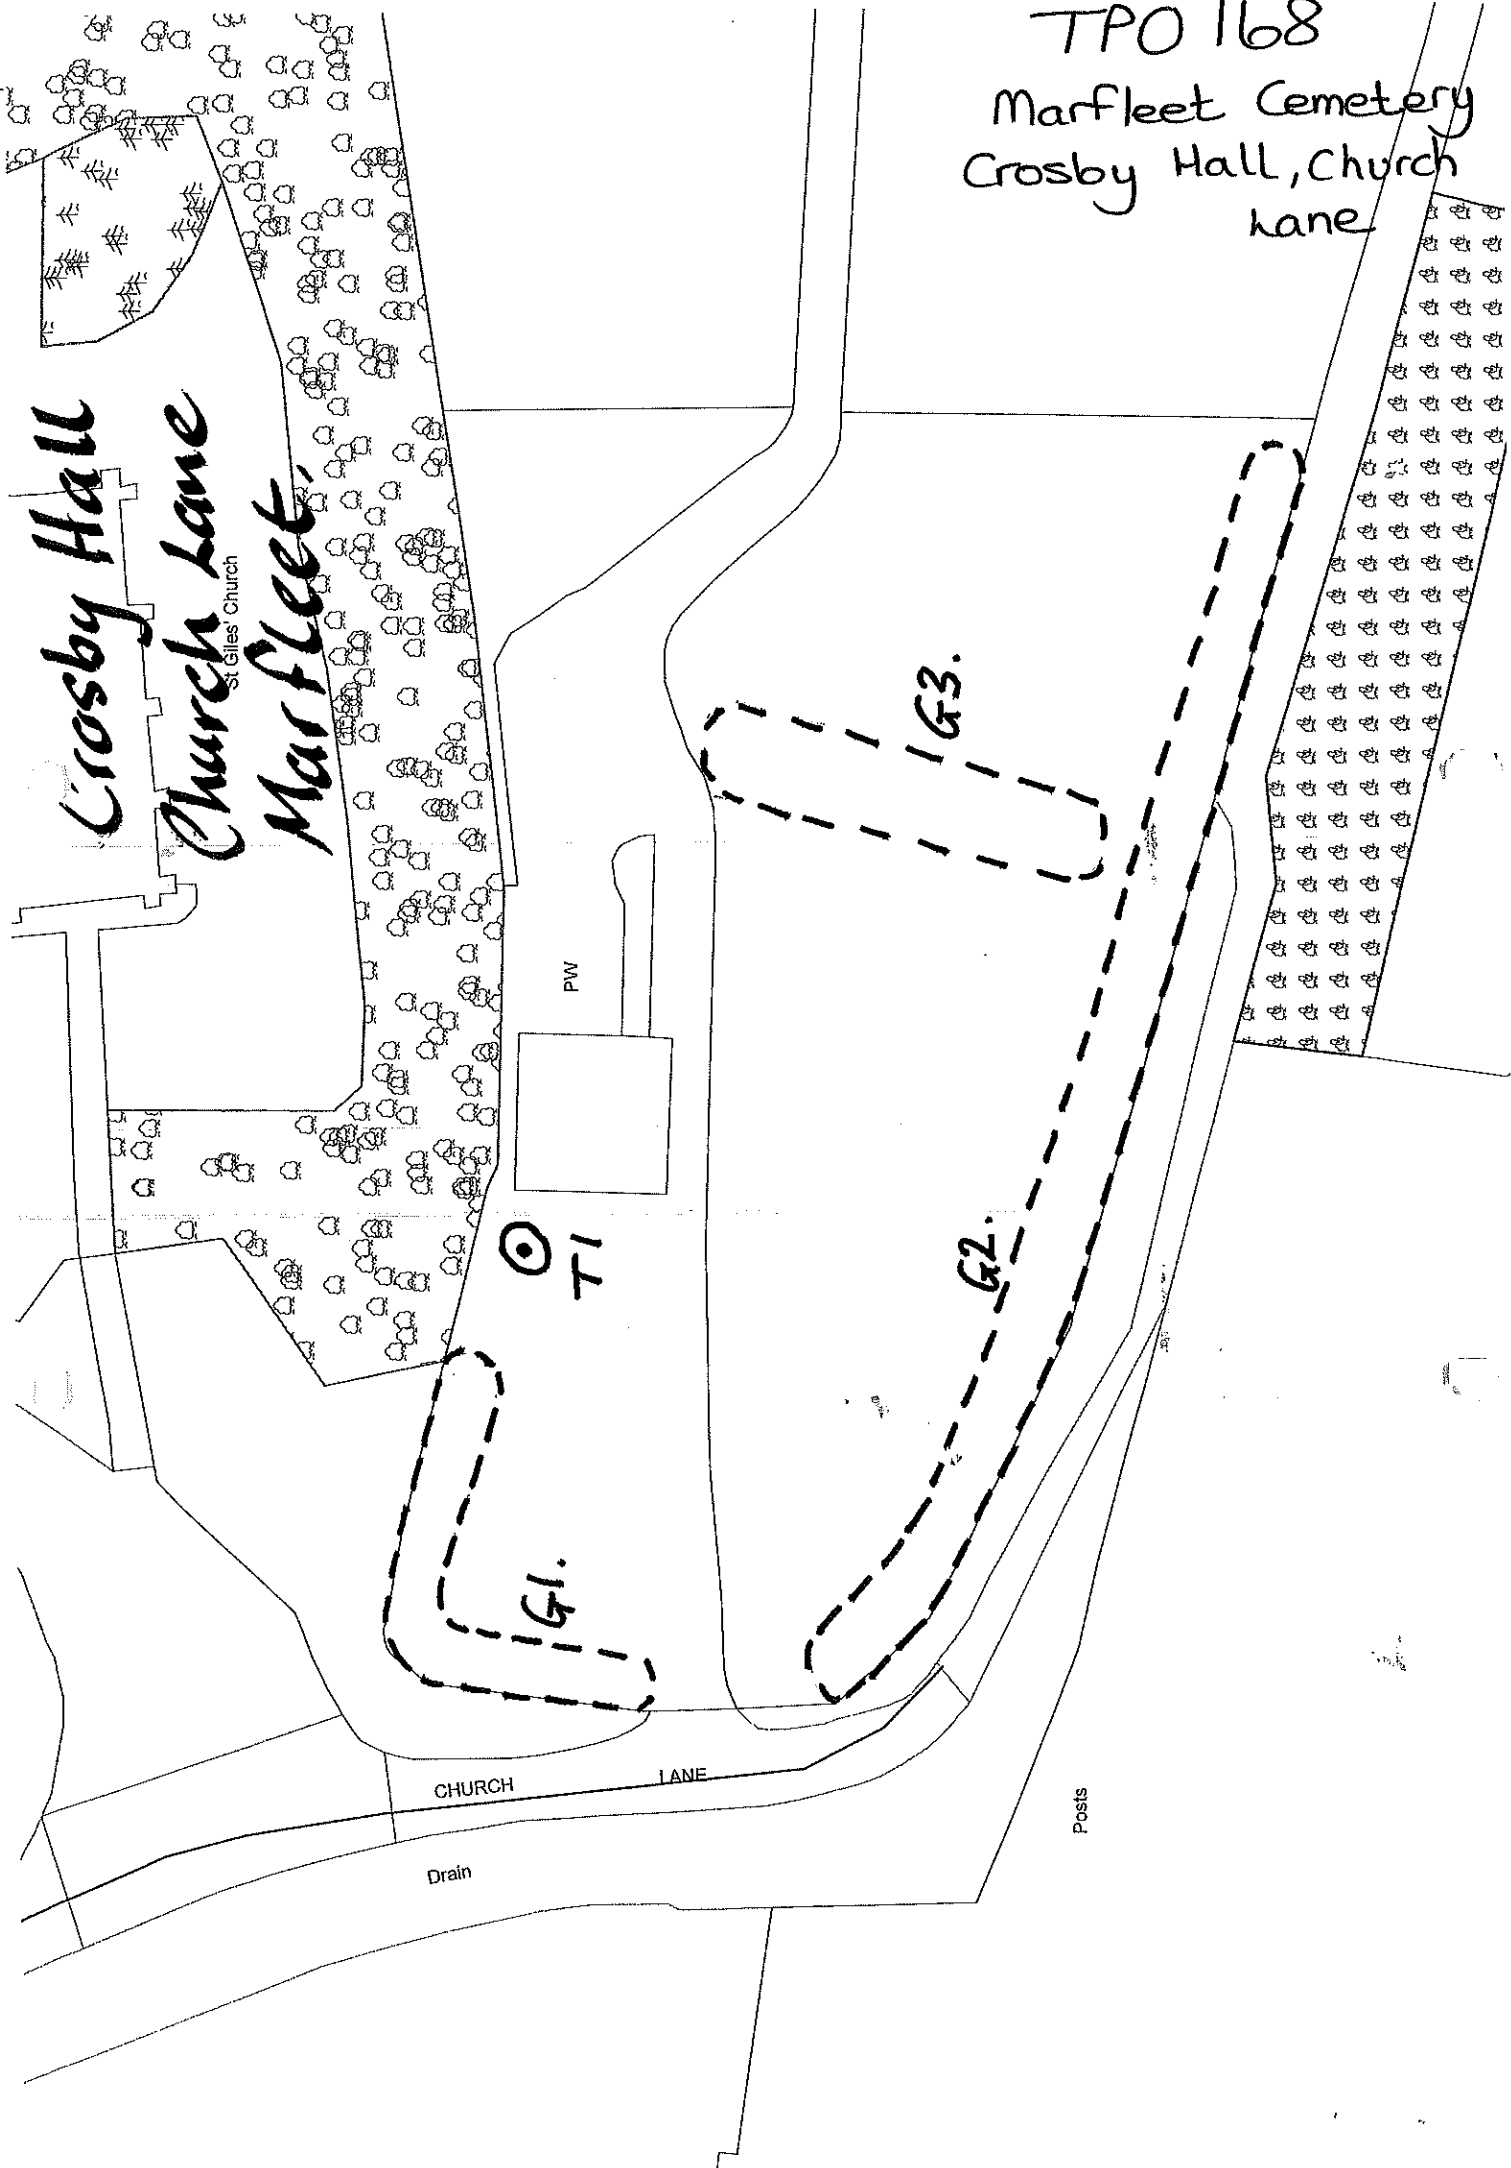 TPO 168
Marfleet Cemetery
Crosby Hall, Church
Lane
Crosby Hall
Church Lane
Marfleet.
St Giles' Church
PW
G3.
G2.
T1
G1.
CHURCH LANE
Drain
Posts